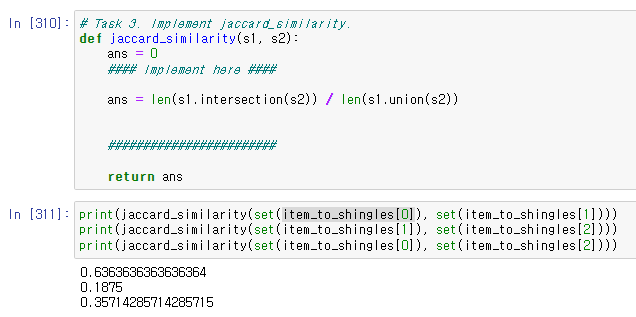 In [310]:
# Task 3. Implement jaccard_similarity.
def jaccard_similarity(s1, s2):
    ans = 0
    #### Implement here ####
    ans = len(s1.intersection(s2)) / len(s1.union(s2))
    ########################
    return ans
In [311]:
print(jaccard_similarity(set(item_to_shingles[0]), set(item_to_shingles[1])))
print(jaccard_similarity(set(item_to_shingles[1]), set(item_to_shingles[2])))
print(jaccard_similarity(set(item_to_shingles[0]), set(item_to_shingles[2])))
0.6363636363636364
0.1875
0.35714285714285715